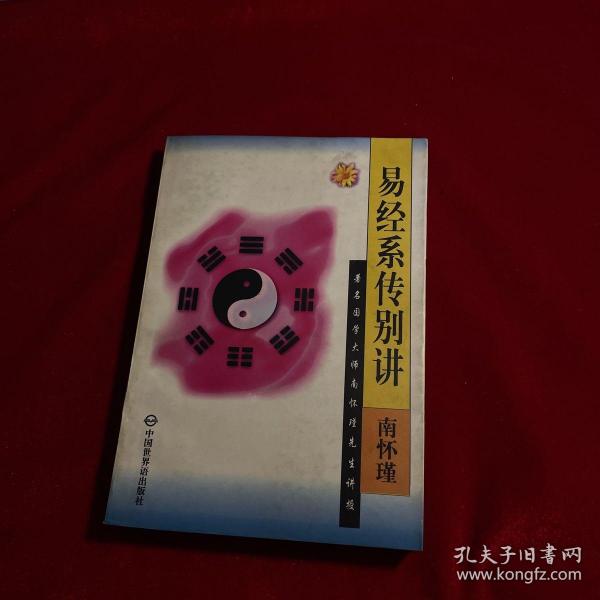 易经系传别讲
南怀瑾
著名国学大师南怀瑾先生讲授
中国世界语出版社
孔夫子旧书网
www.kongfz.com